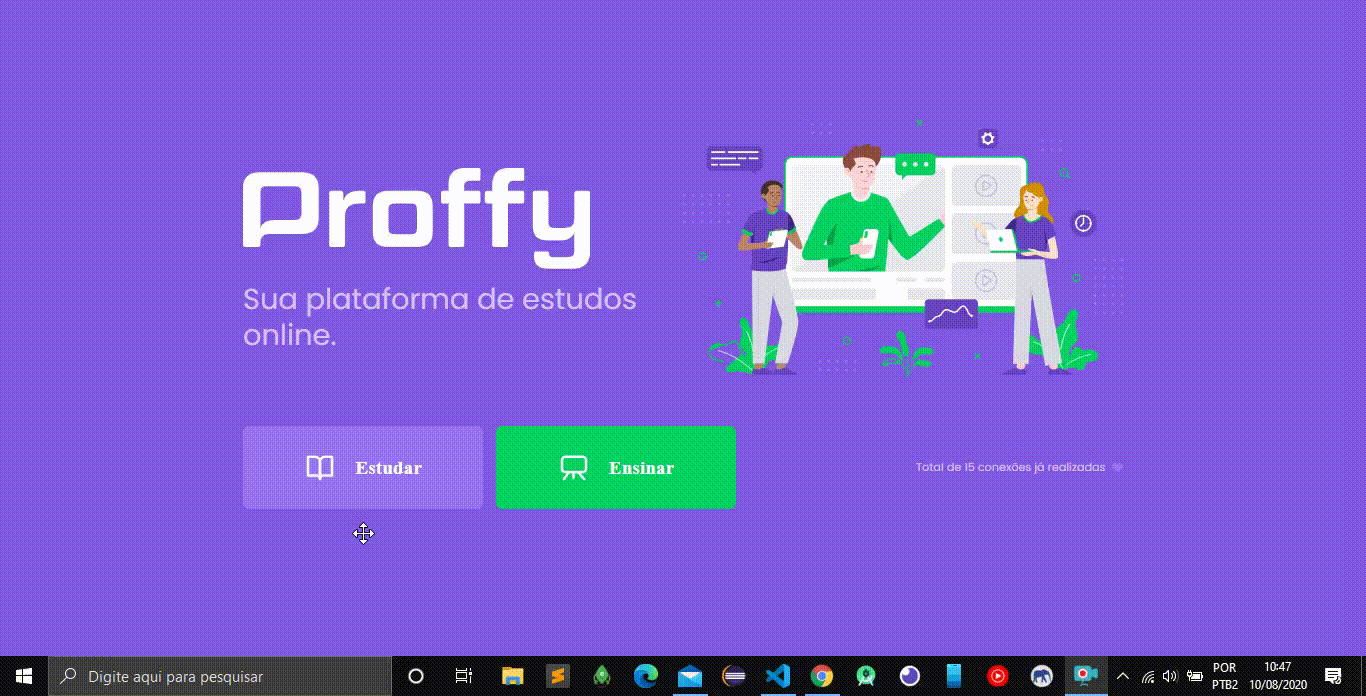 Proffy
Sua plataforma de estudos
online.
Estudar
Ensinar
Total de 15 conexões já realizadas
Digite aqui para pesquisar
POR
PTB2
10:47
10/08/2020